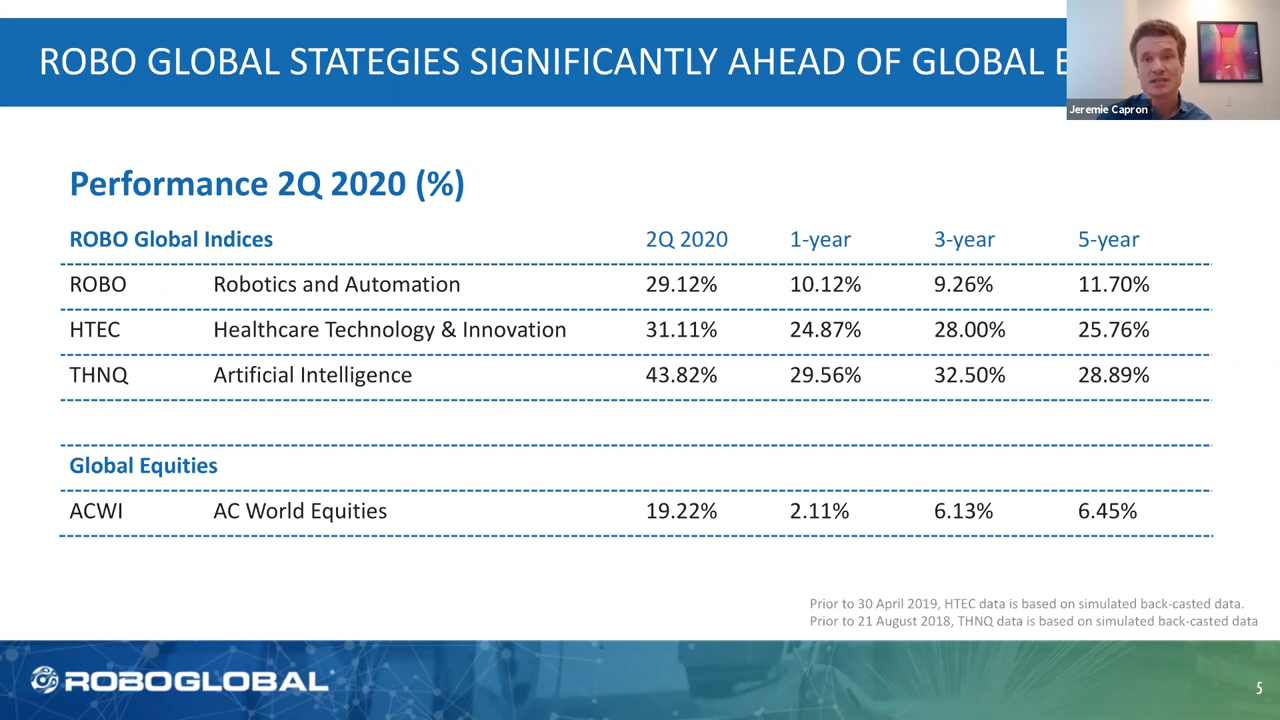 ROBO GLOBAL STATEGIES SIGNIFICANTLY AHEAD OF GLOBAL
Jeremie Capron
Performance 2Q 2020 (%)
ROBO Global Indices 2Q 2020 1-year 3-year 5-year
ROBO Robotics and Automation 29.12% 10.12% 9.26% 11.70%
HTEC Healthcare Technology & Innovation 31.11% 24.87% 28.00% 25.76%
THNQ Artificial Intelligence 43.82% 29.56% 32.50% 28.89%
Global Equities
ACWI AC World Equities 19.22% 2.11% 6.13% 6.45%
Prior to 30 April 2019, HTEC data is based on simulated back-casted data.
Prior to 21 August 2018, THNQ data is based on simulated back-casted data
ROBOGLOBAL
5